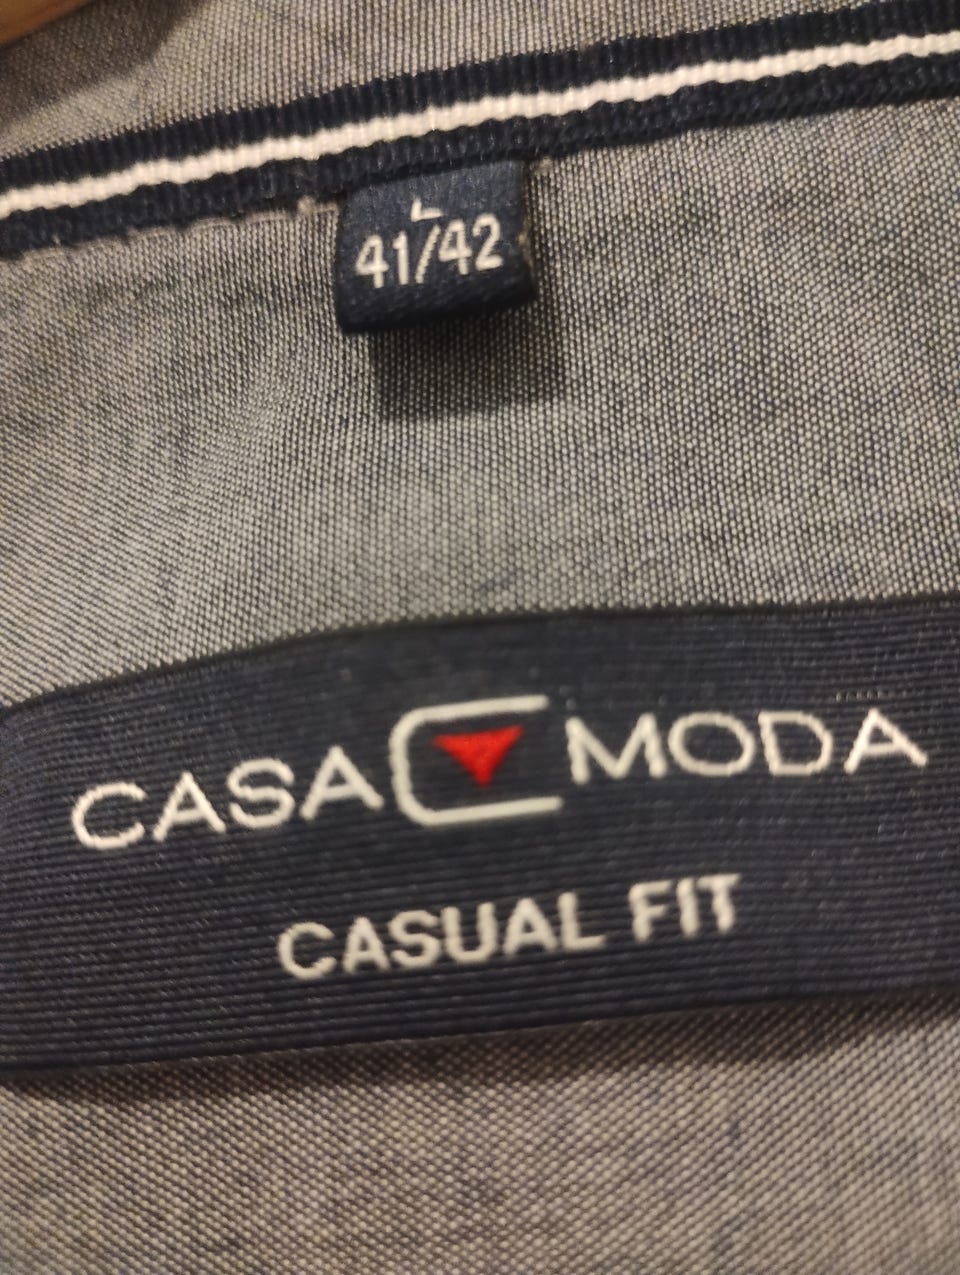 L
41/42
CASA MODA
CASUAL FIT